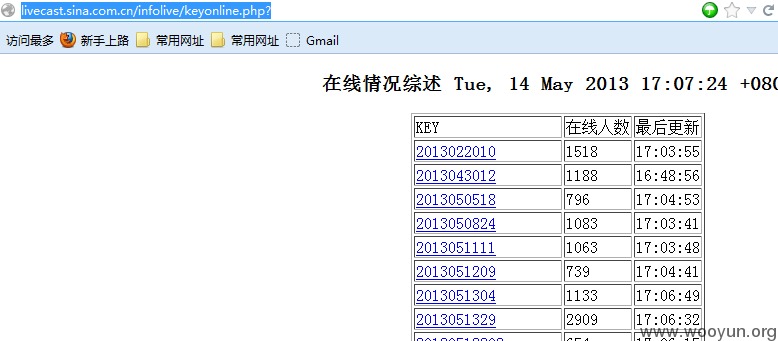 livecast.sina.com.cn/infolive/keyonline.php?
访问最多 新手上路 常用网址 常用网址 Gmail
在线情况综述 Tue, 14 May 2013 17:07:24 +080
KEY 在线人数 最后更新
2013022010 1518 17:03:55
2013043012 1188 16:48:56
2013050518 796 17:04:53
2013050824 1083 17:03:41
2013051111 1063 17:03:48
2013051209 739 17:04:41
2013051304 1133 17:06:49
2013051329 2909 17:06:32
www.wooyun.org